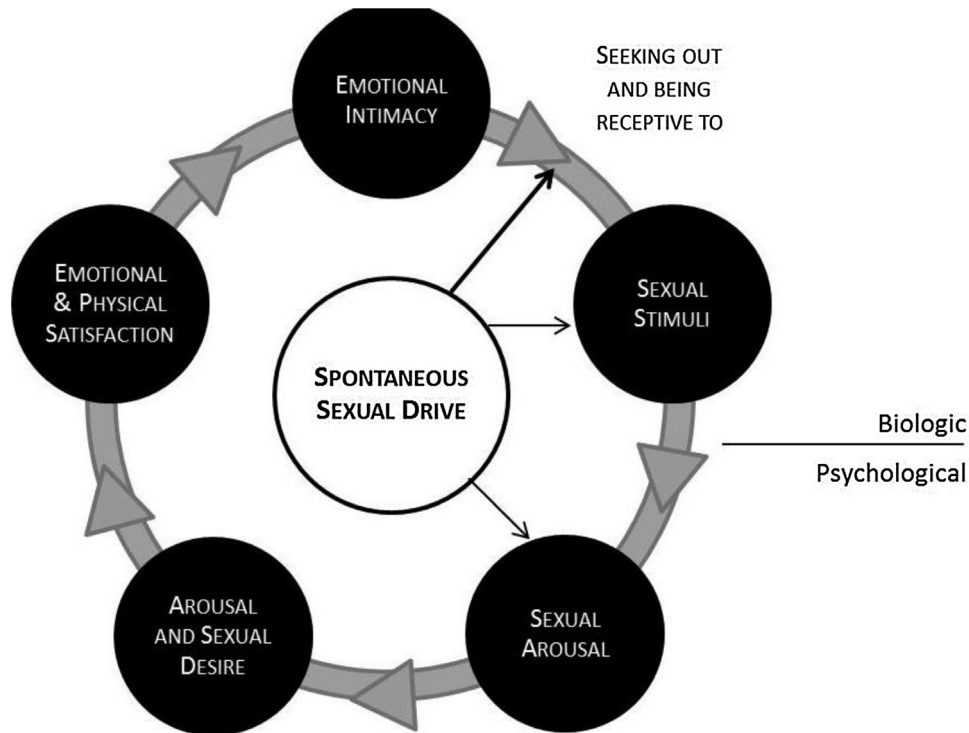 EMOTIONAL
INTIMACY
SEEKING OUT
AND BEING
RECEPTIVE TO
EMOTIONAL
& PHYSICAL
SATISFACTION
SEXUAL
STIMULI
SPONTANEOUS
SEXUAL DRIVE
Biologic
Psychological
AROUSAL
AND SEXUAL
DESIRE
SEXUAL
AROUSAL